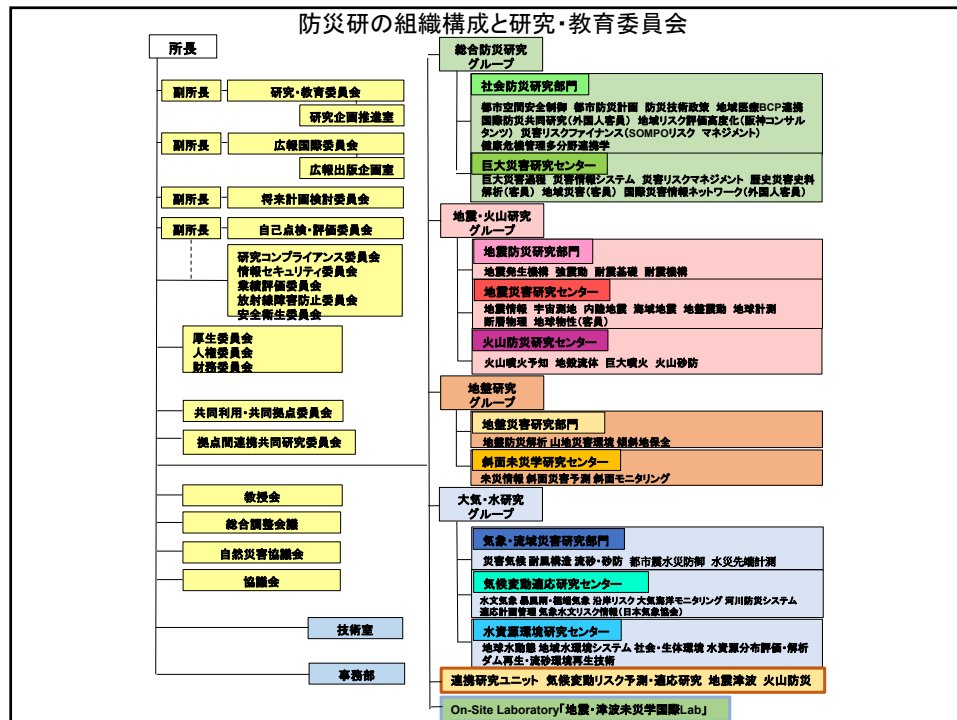 防災研の組織構成と研究・教育委員会
所長
副所長
研究・教育委員会
研究企画推進室
副所長
広報国際委員会
広報出版企画室
副所長
将来計画検討委員会
副所長
自己点検・評価委員会
研究コンプライアンス委員会
情報セキュリティ委員会
業績評価委員会
放射線障害防止委員会
安全衛生委員会
厚生委員会
人権委員会
財務委員会
共同利用・共同拠点委員会
拠点間連携共同研究委員会
教授会
総合調整会議
自然災害協議会
協議会
技術室
事務部
総合防災研究
グループ
社会防災研究部門
都市空間安全制御 都市防災計画 防災技術政策 地域医療BCP連携
国際防災共同研究(外国人客員) 地域リスク評価高度化(阪神コンサル
タンツ) 災害リスクファイナンス(SOMPOリスク マネジメント)
健康危機管理多分野連携学
巨大災害研究センター
巨大災害過程 災害情報システム 災害リスクマネジメント 歴史災害史料
解析(客員) 地域災害(客員) 国際災害情報ネットワーク(外国人客員)
地震・火山研究
グループ
地震防災研究部門
地震発生機構 強震動 耐震基礎 耐震機構
地震災害研究センター
地震情報 宇宙測地 内陸地震 海域地震 地盤震動 地球計測
断層物理 地球物性(客員)
火山防災研究センター
火山噴火予知 地殻流体 巨大噴火 火山砂防
地盤研究
グループ
地盤災害研究部門
地盤防災解析 山地災害環境 傾斜地保全
斜面未災学研究センター
未災情報 斜面災害予測 斜面モニタリング
大気・水研究
グループ
気象・流域災害研究部門
災害気候 耐風構造 流砂・砂防 都市震水災防御 水災先端計測
気候変動適応研究センター
水文気象 暴風雨・極端気象 沿岸リスク 大気海洋モニタリング 河川防災システム
適応計画管理 気象水文リスク情報(日本気象協会)
水資源環境研究センター
地球水動態 地域水環境システム 社会・生体環境 水資源分布評価・解析
ダム再生・流砂環境再生技術
連携研究ユニット 気候変動リスク予測・適応研究 地震津波 火山防災
On-Site Laboratory「地震・津波未災学国際Lab」